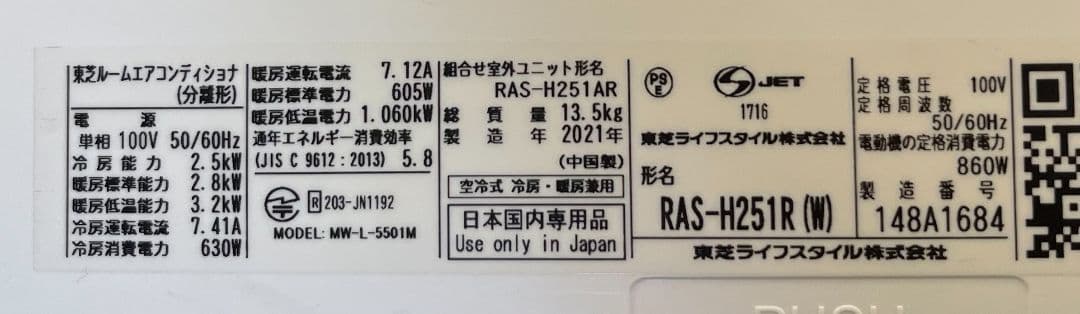 東芝ルームエアコンディショナ
(分離形)
電源
単相 100V 50/60Hz
冷房能力 2.5kW
暖房標準能力 2.8kW
暖房低温能力 3.2kW
冷房運転電流 7.41A
冷房消費電力 630W
暖房運転電流 7.12A
暖房標準電力 605W
暖房低温電力 1.060kW
通年エネルギー消費効率
(JIS C 9612:2013) 5.8
R 203-JN1192
MODEL: MW-L-5501M
組合せ室外ユニット形名
RAS-H251AR
総質量 13.5kg
製造年 2021年
(中国製)
空冷式 冷房・暖房兼用
日本国内専用品
Use only in Japan
PS E JET
1716
東芝ライフスタイル株式会社
形名
RAS-H251R(W)
東芝ライフスタイル株式会社
定格電圧 100V
定格周波数
50/60Hz
電動機の定格消費電力
860W
製造番号
148A1684